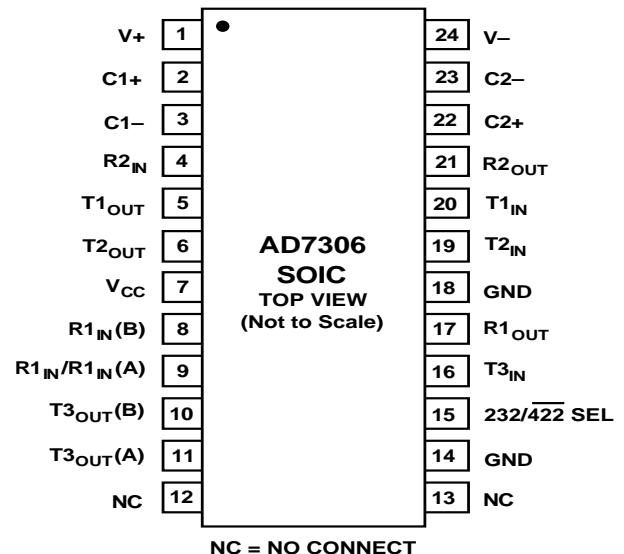 V+ 1 24 V–
C1+ 2 23 C2–
C1– 3 22 C2+
R2IN 4 21 R2OUT
T1OUT 5 20 T1IN
T2OUT 6 19 T2IN
VCC 7 18 GND
R1IN(B) 8 17 R1OUT
R1IN/R1IN(A) 9 16 T3IN
T3OUT(B) 10 15 232/4̅2̅2̅ SEL
T3OUT(A) 11 14 GND
NC 12 13 NC
AD7306
SOIC
TOP VIEW
(Not to Scale)
NC = NO CONNECT